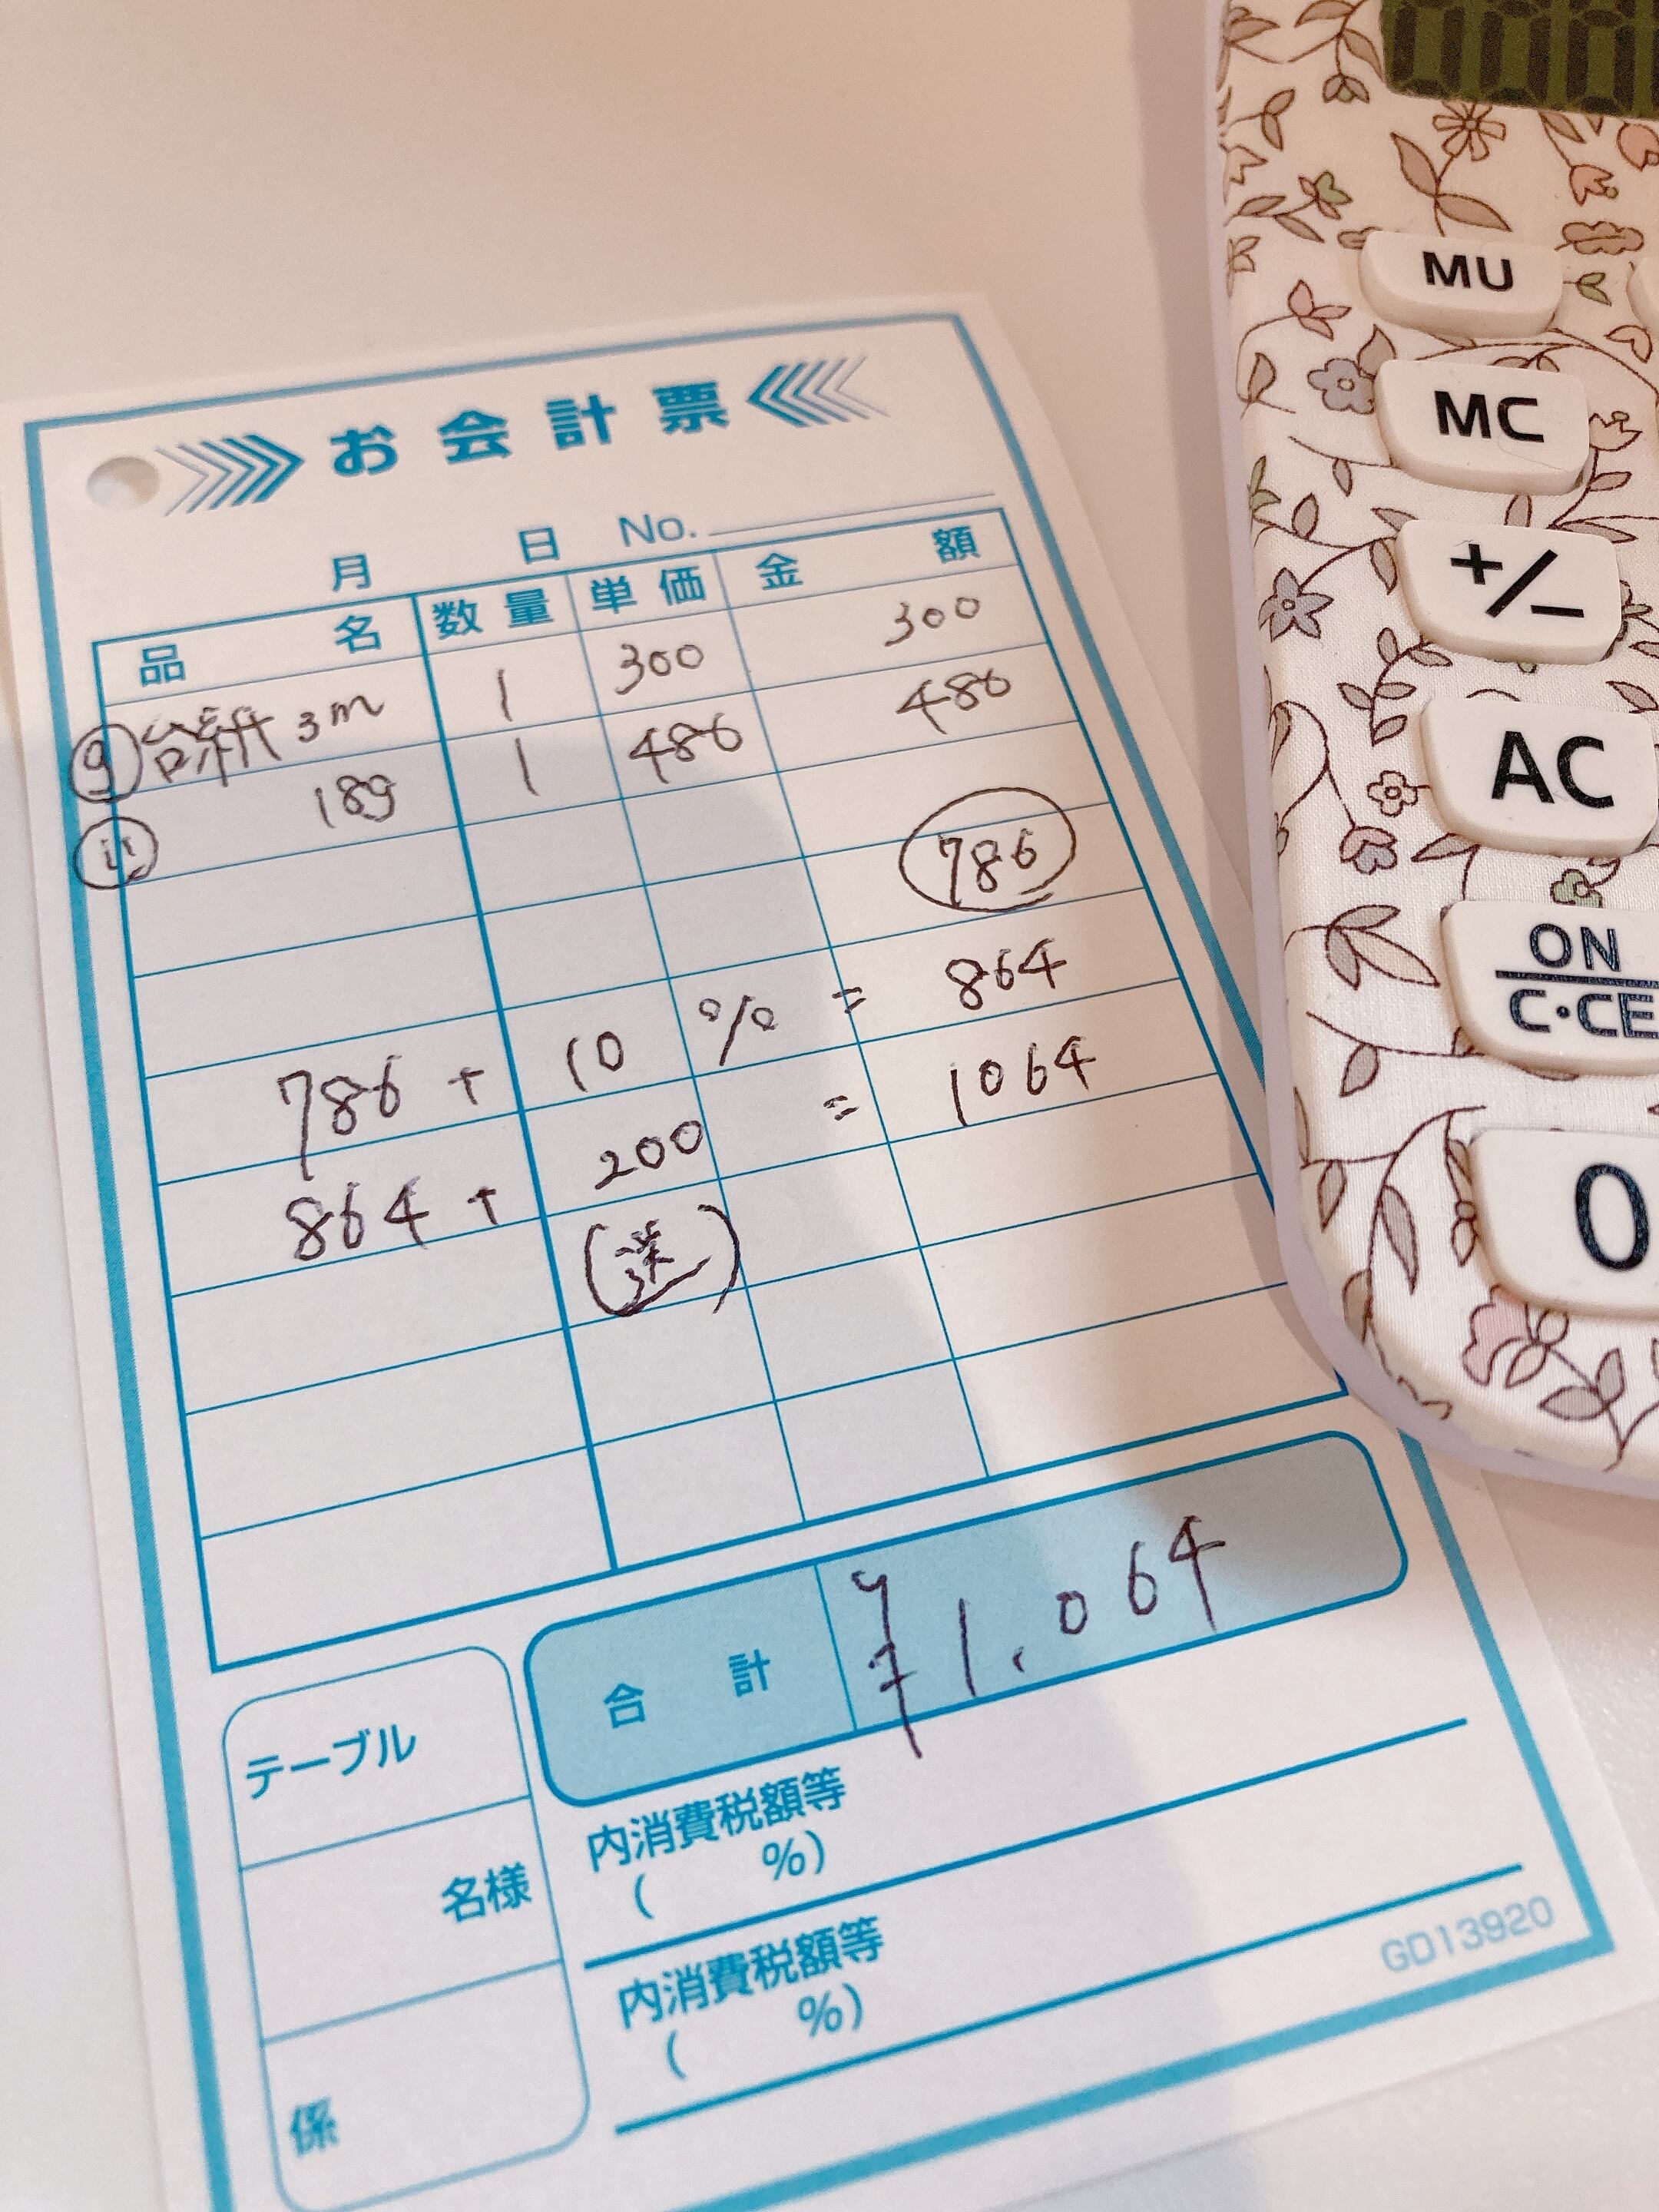 お会計票
月 日 No.
品名 数量 単価 金額
⑨ 台紙 3m 1 300 300
189 1 486 486
786
786 + 10 % = 864
864 + 200 = 1064
(送)
合計 ¥1,064
テーブル
名様
係
内消費税額等
( %)
内消費税額等
( %)
GD13920
MU
MC
+/−
AC
ON
C・CE
0